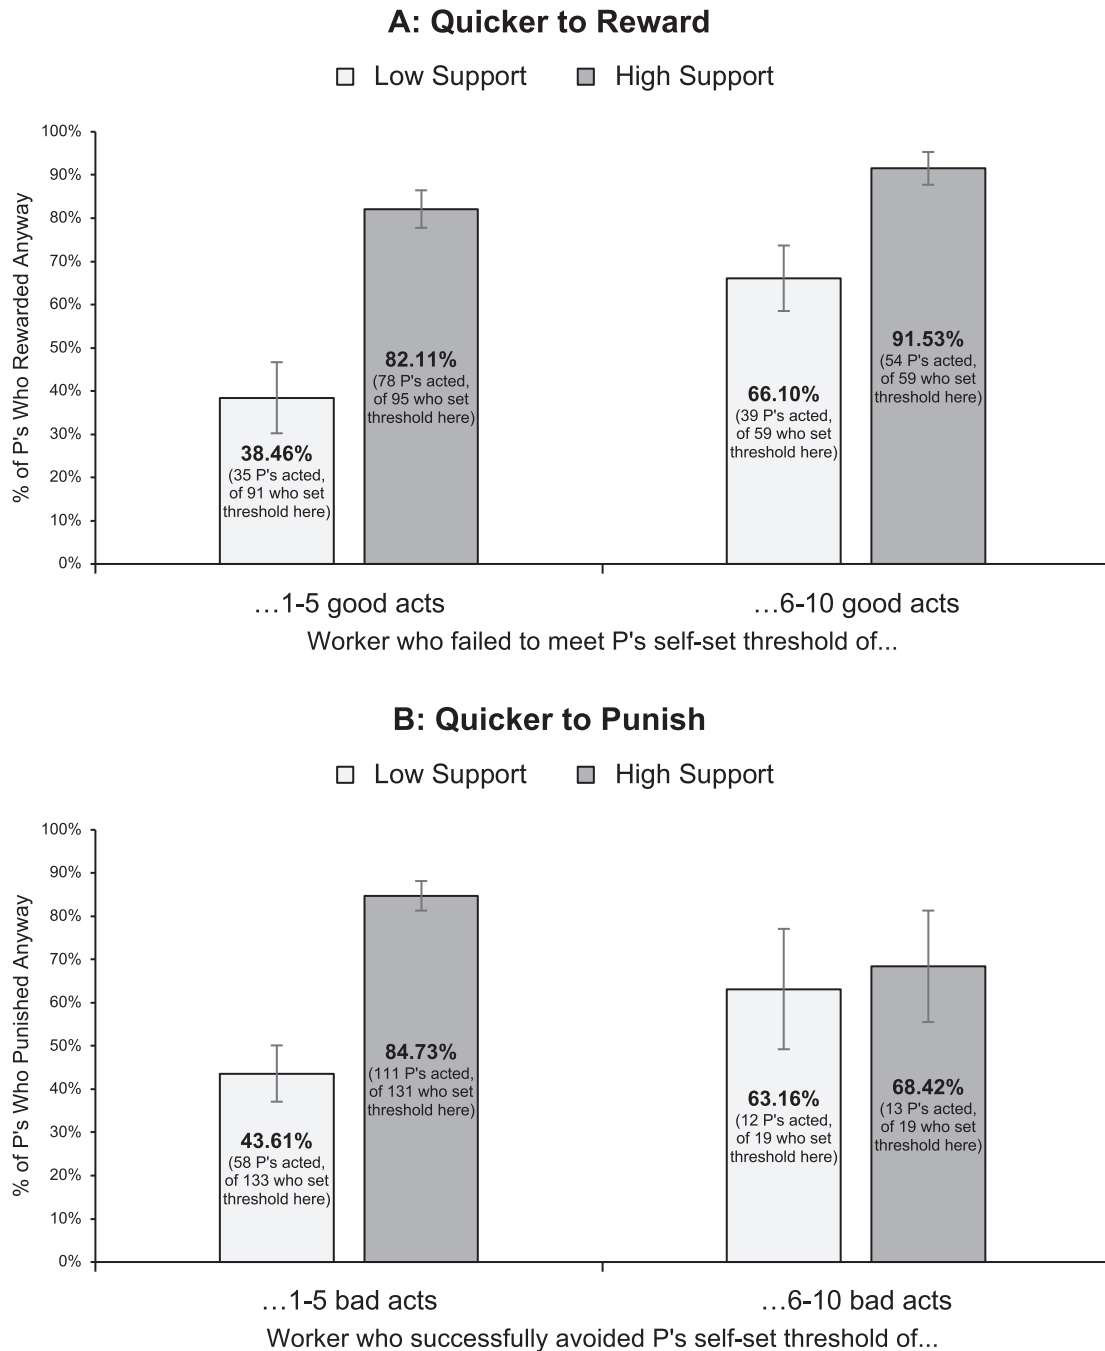 A: Quicker to Reward
Low Support
High Support
% of P's Who Rewarded Anyway
100%
90%
80%
70%
60%
50%
40%
30%
20%
10%
0%
38.46%
(35 P's acted,
of 91 who set
threshold here)
82.11%
(78 P's acted,
of 95 who set
threshold here)
66.10%
(39 P's acted,
of 59 who set
threshold here)
91.53%
(54 P's acted,
of 59 who set
threshold here)
…1-5 good acts
…6-10 good acts
Worker who failed to meet P's self-set threshold of...
B: Quicker to Punish
Low Support
High Support
% of P's Who Punished Anyway
100%
90%
80%
70%
60%
50%
40%
30%
20%
10%
0%
43.61%
(58 P's acted,
of 133 who set
threshold here)
84.73%
(111 P's acted,
of 131 who set
threshold here)
63.16%
(12 P's acted,
of 19 who set
threshold here)
68.42%
(13 P's acted,
of 19 who set
threshold here)
…1-5 bad acts
…6-10 bad acts
Worker who successfully avoided P's self-set threshold of...